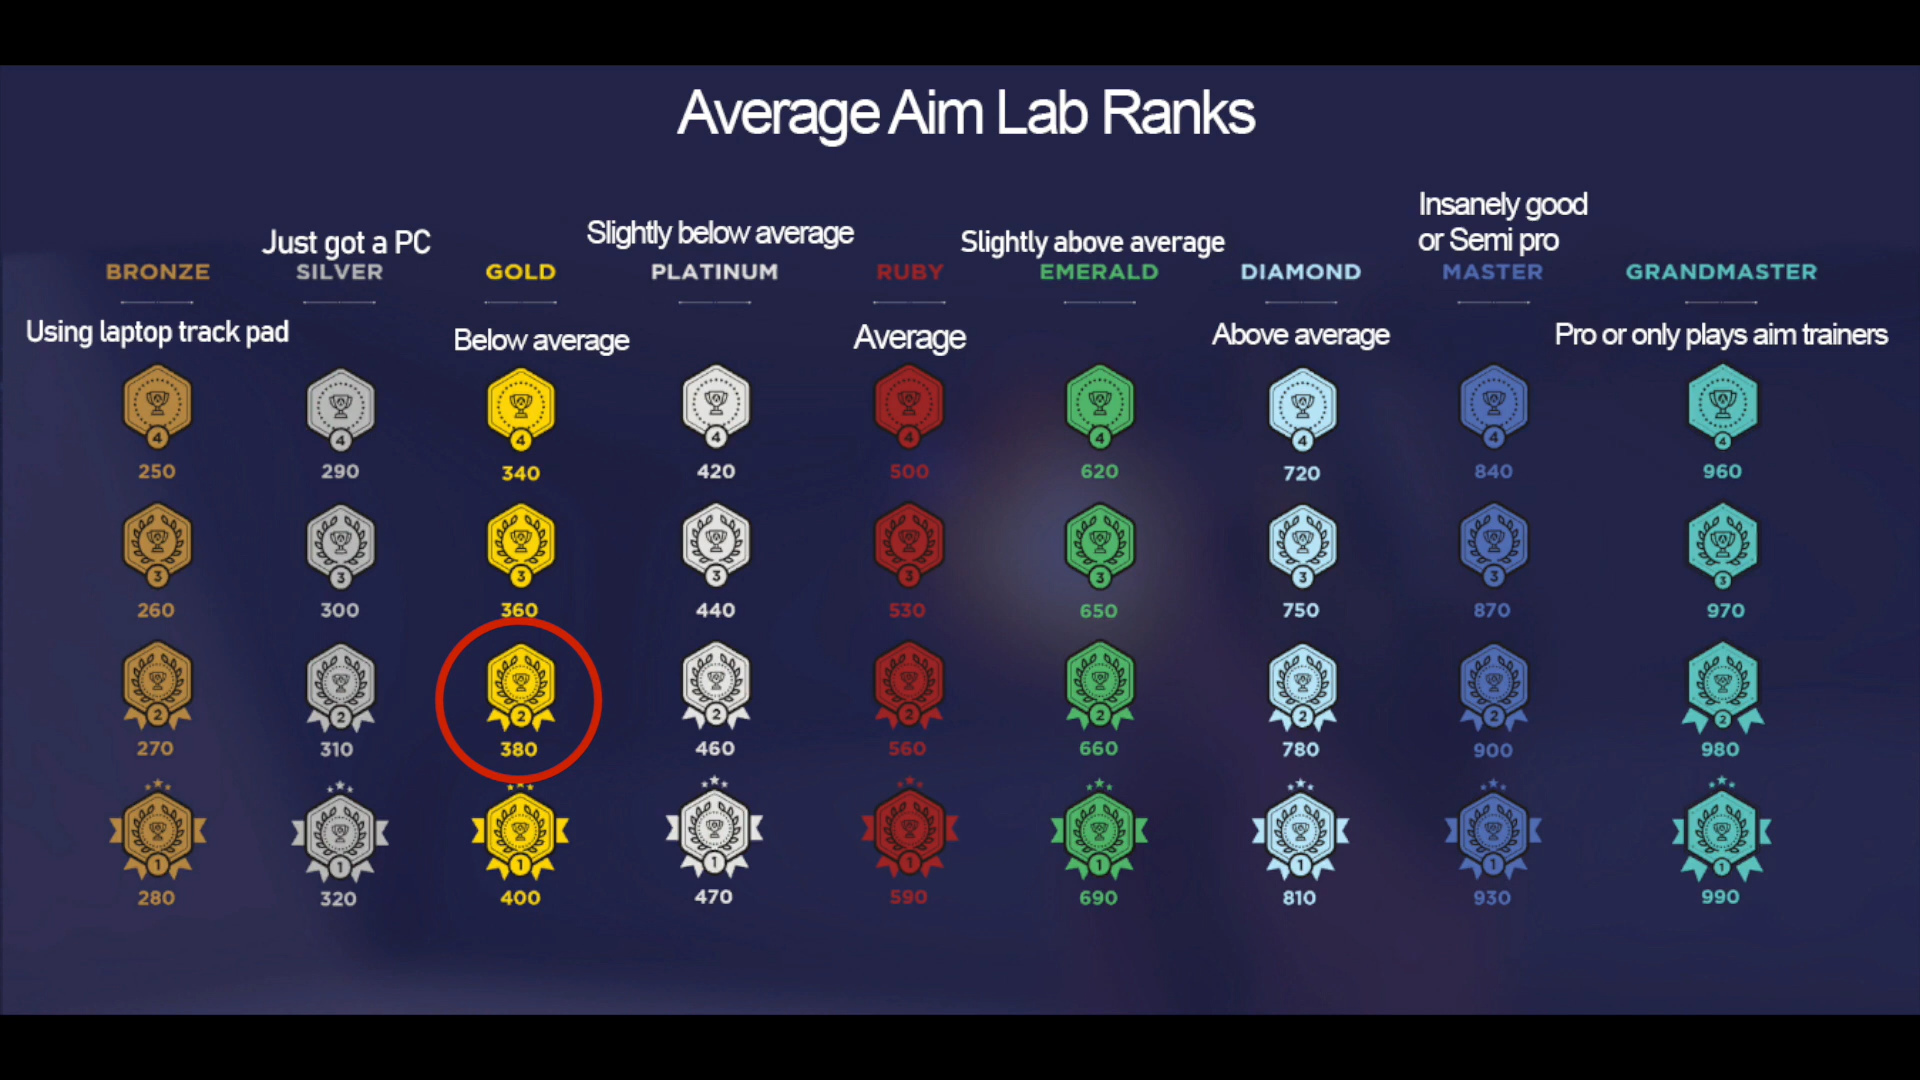 Average Aim Lab Ranks
Insanely good
or Semi pro
Just got a PC
Slightly below average
Slightly above average
BRONZE SILVER GOLD PLATINUM RUBY EMERALD DIAMOND MASTER GRANDMASTER
Using laptop track pad
Below average
Average
Above average
Pro or only plays aim trainers
4 4 4 4 4 4 4 4 4
250 290 340 420 500 620 720 840 960
3 3 3 3 3 3 3 3 3
260 300 360 440 530 650 750 870 970
2 2 2 2 2 2 2 2 2
270 310 380 460 560 660 780 900 980
1 1 1 1 1 1 1 1 1
280 320 400 470 590 690 810 930 990